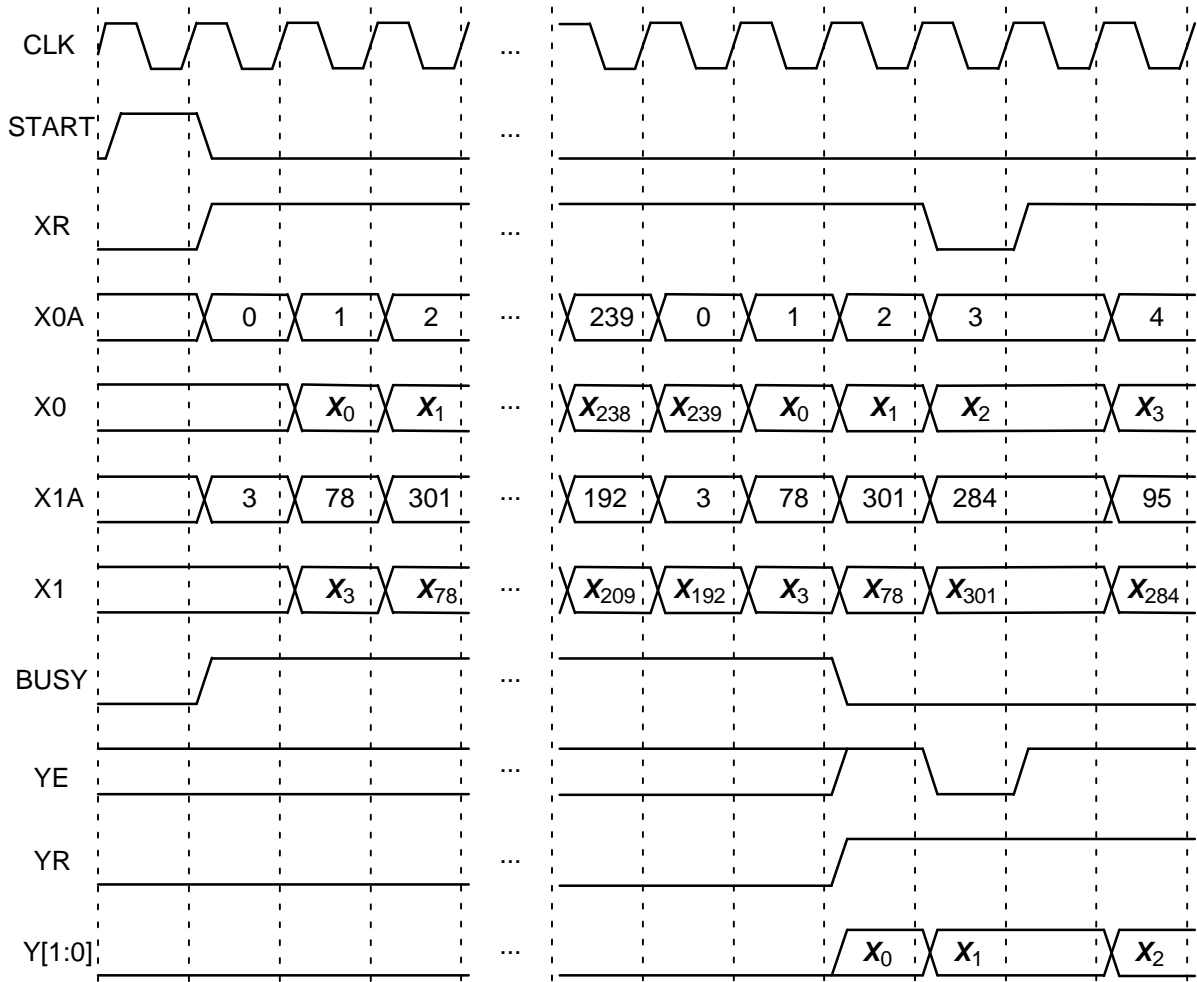 CLK ...
START ...
XR ...
X0A 0 1 2 ... 239 0 1 2 3 4
X0 X0 X1 ... X238 X239 X0 X1 X2 X3
X1A 3 78 301 ... 192 3 78 301 284 95
X1 X3 X78 ... X209 X192 X3 X78 X301 X284
BUSY ...
YE ...
YR ...
Y[1:0] ... X0 X1 X2